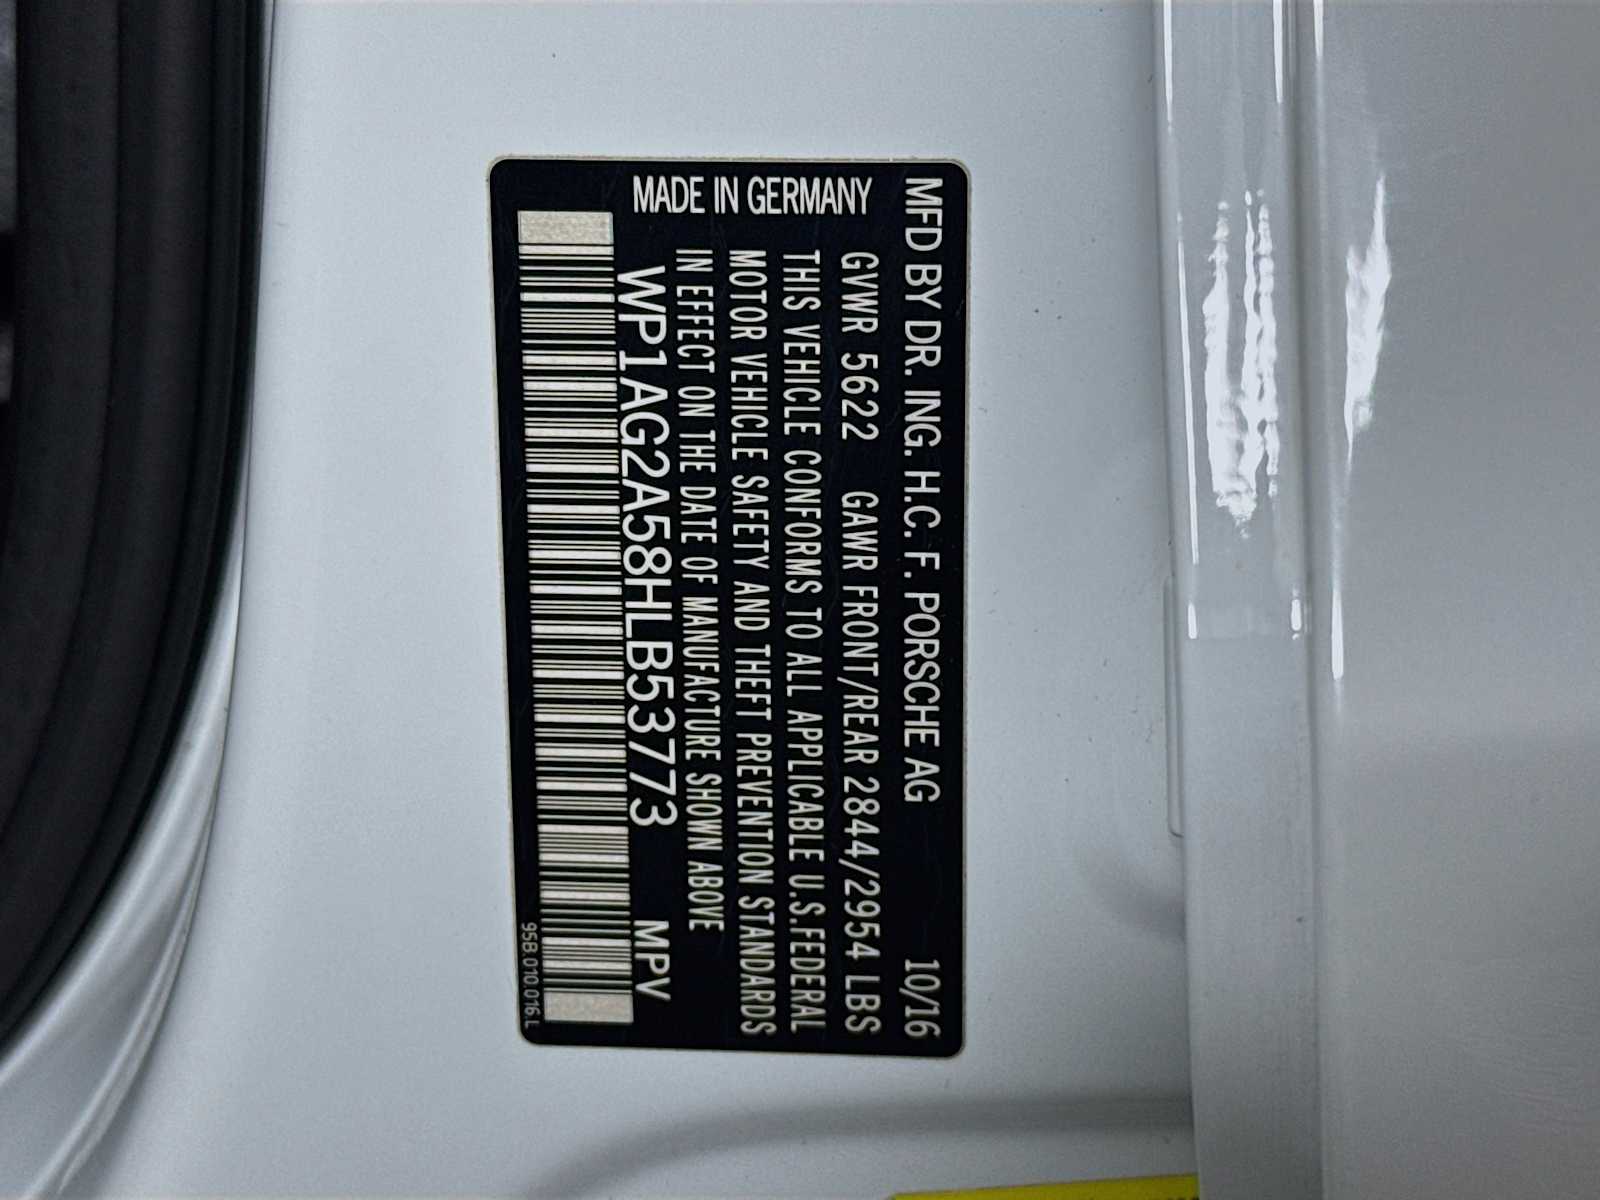 MFD BY DR. ING. H.C. F. PORSCHE AG 10/16
GVWR 5622 GAWR FRONT/REAR 2844/2954 LBS
THIS VEHICLE CONFORMS TO ALL APPLICABLE U.S.FEDERAL
MOTOR VEHICLE SAFETY AND THEFT PREVENTION STANDARDS
IN EFFECT ON THE DATE OF MANUFACTURE SHOWN ABOVE
WP1AG2A58HLB53773 MPV
95B.010.016.L
MADE IN GERMANY